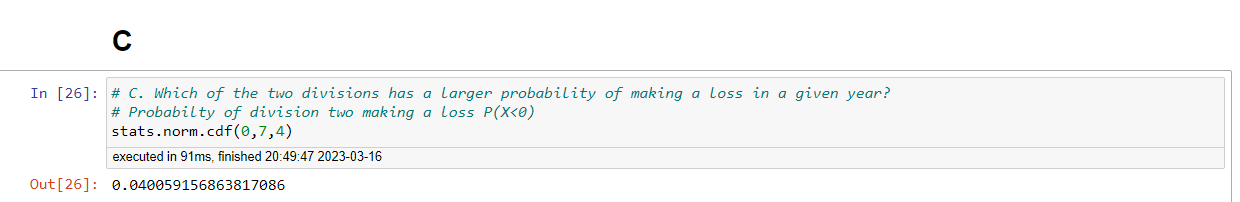 C
In [26]: # C. Which of the two divisions has a larger probability of making a loss in a given year?
# Probabilty of division two making a loss P(X<0)
stats.norm.cdf(0,7,4)
executed in 91ms, finished 20:49:47 2023-03-16
Out[26]: 0.040059156863817086